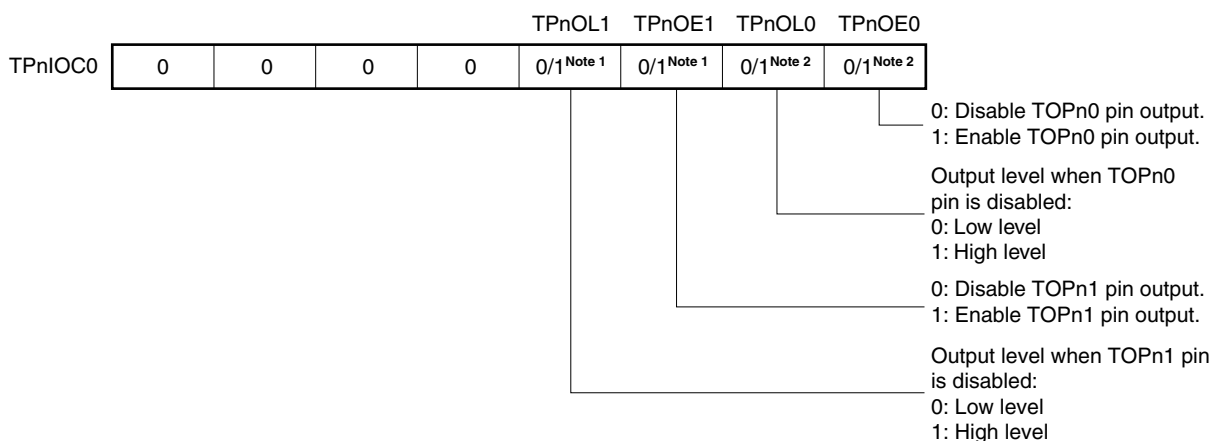 TPnOL1 TPnOE1 TPnOL0 TPnOE0
TPnIOC0 0 0 0 0 0/1Note 1 0/1Note 1 0/1Note 2 0/1Note 2
0: Disable TOPn0 pin output.
1: Enable TOPn0 pin output.
Output level when TOPn0
pin is disabled:
0: Low level
1: High level
0: Disable TOPn1 pin output.
1: Enable TOPn1 pin output.
Output level when TOPn1 pin
is disabled:
0: Low level
1: High level